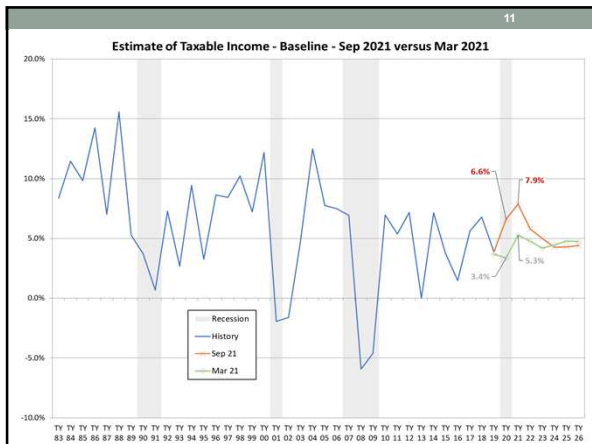 11
Estimate of Taxable Income - Baseline - Sep 2021 versus Mar 2021
20.0%
15.0%
10.0%
5.0%
0.0%
-5.0%
-10.0%
6.6%
7.9%
3.4%
5.3%
Recession
History
Sep 21
Mar 21
TY TY TY TY TY TY TY TY TY TY TY TY TY TY TY TY TY TY TY TY TY TY TY TY TY TY TY TY TY TY TY TY TY TY TY TY TY TY TY TY TY TY TY TY
83 84 85 86 87 88 89 90 91 92 93 94 95 96 97 98 99 00 01 02 03 04 05 06 07 08 09 10 11 12 13 14 15 16 17 18 19 20 21 22 23 24 25 26